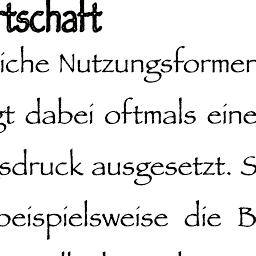 rtschaft
iche Nutzungsformen
gt dabei oftmals eine
sdruck ausgesetzt. S
beispielsweise die B